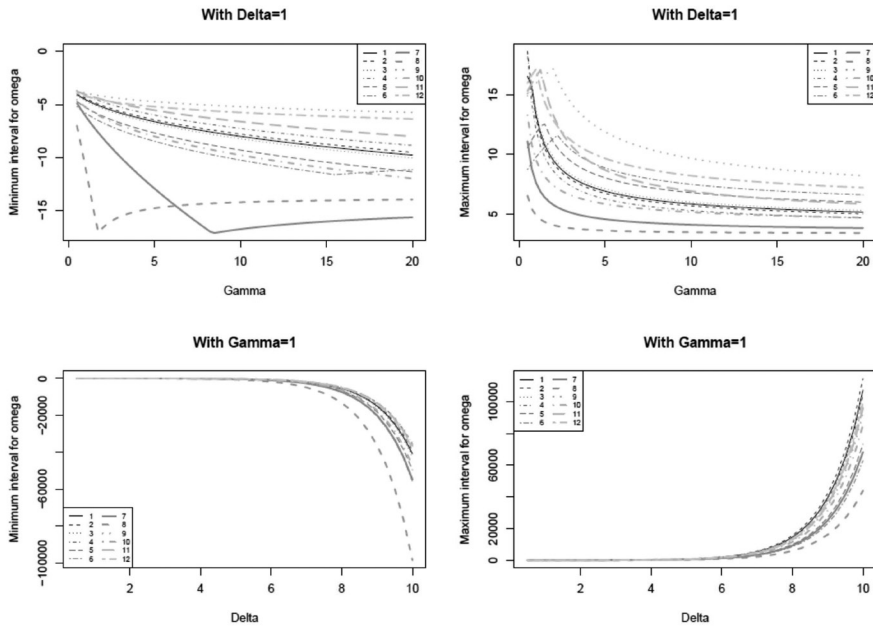 With Delta=1
Minimum interval for omega
0
−5
−10
−15
1 7
2 8
3 9
4 10
5 11
6 12
0 5 10 15 20
Gamma
With Delta=1
Maximum interval for omega
15
10
5
1 7
2 8
3 9
4 10
5 11
6 12
0 5 10 15 20
Gamma
With Gamma=1
Minimum interval for omega
0
−20000
−60000
−100000
1 7
2 8
3 9
4 10
5 11
6 12
2 4 6 8 10
Delta
With Gamma=1
Maximum interval for omega
100000
60000
20000
0
1 7
2 8
3 9
4 10
5 11
6 12
2 4 6 8 10
Delta